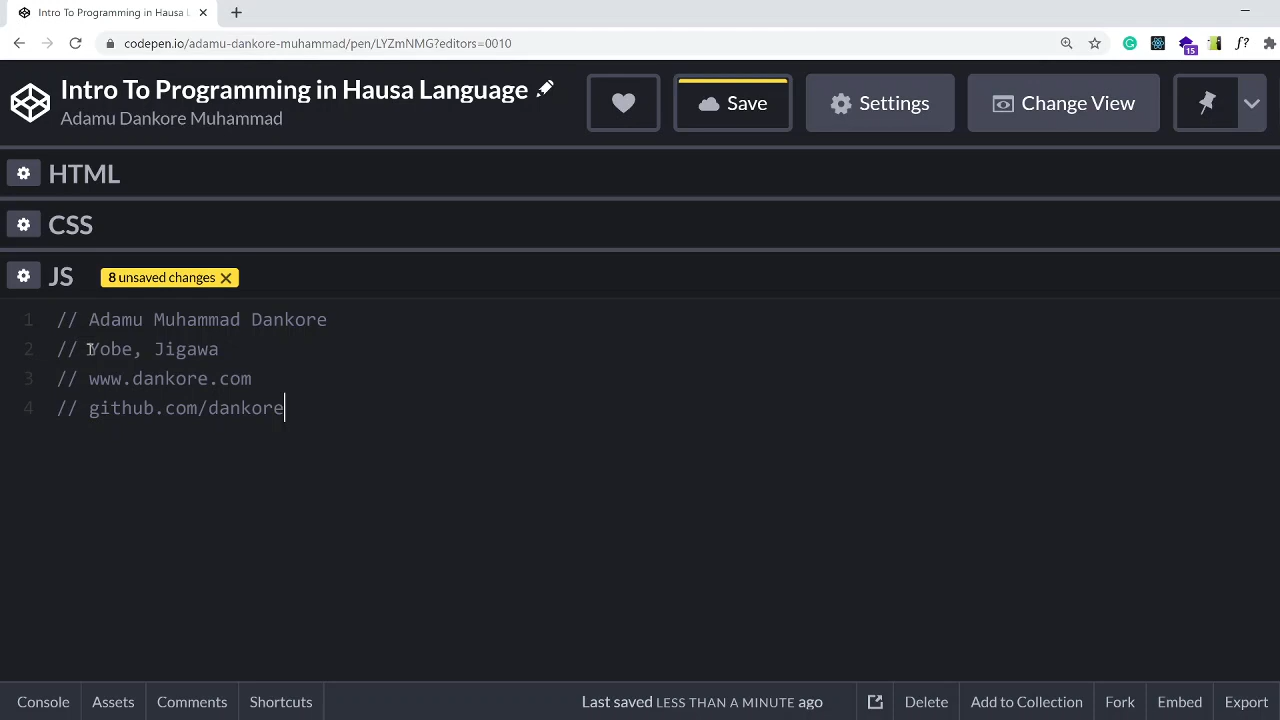 Intro To Programming in Hausa L
codepen.io/adamu-dankore-muhammad/pen/LYZmNMG?editors=0010
15
Intro To Programming in Hausa Language
Adamu Dankore Muhammad
Save
Settings
Change View
HTML
CSS
JS
8 unsaved changes
1 // Adamu Muhammad Dankore
2 // Yobe, Jigawa
3 // www.dankore.com
4 // github.com/dankore
Console Assets Comments Shortcuts Last saved LESS THAN A MINUTE ago Delete Add to Collection Fork Embed Export